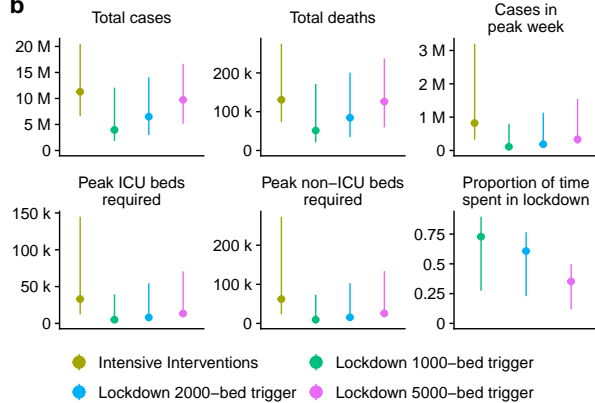 b
Total cases
20 M
15 M
10 M
5 M
0
Total deaths
200 k
100 k
0
Cases in
peak week
3 M
2 M
1 M
0
Peak ICU beds
required
150 k
100 k
50 k
0
Peak non−ICU beds
required
200 k
100 k
0
Proportion of time
spent in lockdown
0.75
0.5
0.25
0
Intensive Interventions
Lockdown 1000−bed trigger
Lockdown 2000−bed trigger
Lockdown 5000−bed trigger